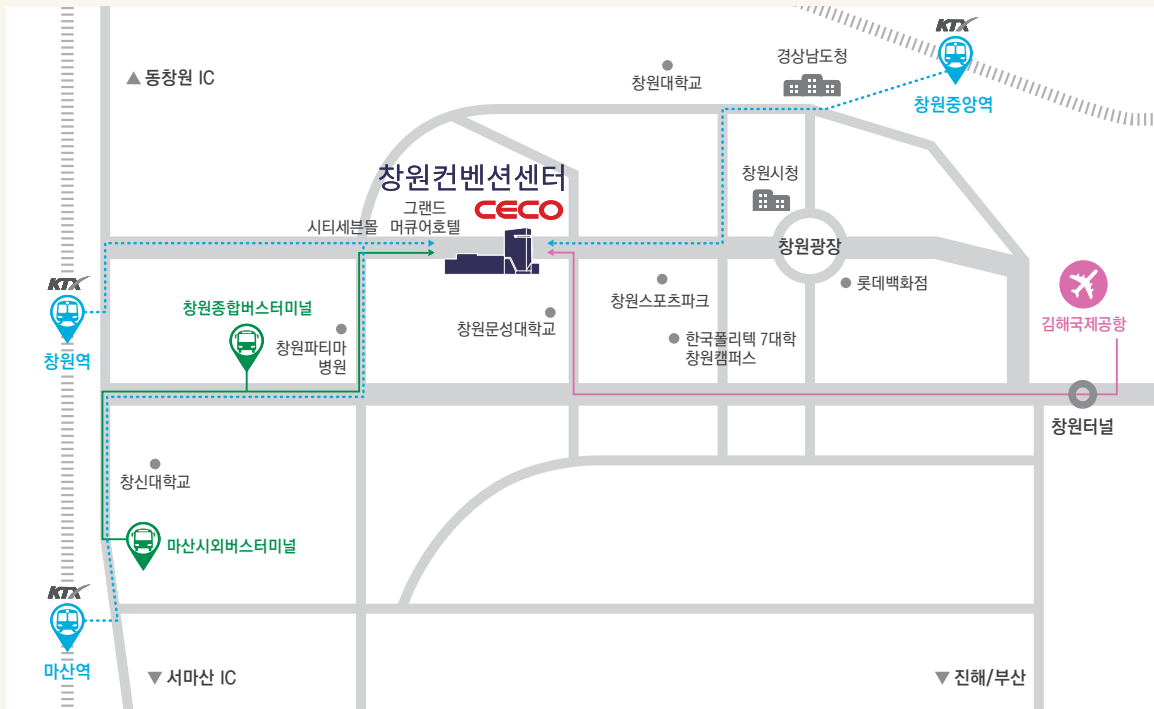 KTX
경상남도청
▲ 동창원 IC
창원대학교
창원중앙역
창원컨벤션센터
창원시청
그랜드
머큐어호텔
CECO
시티세븐몰
창원광장
KTX
롯데백화점
창원스포츠파크
창원종합버스터미널
김해국제공항
창원문성대학교
한국폴리텍 7대학
창원캠퍼스
창원파티마
병원
창원역
창원터널
창신대학교
마산시외버스터미널
KTX
마산역
▼ 서마산 IC
▼ 진해/부산